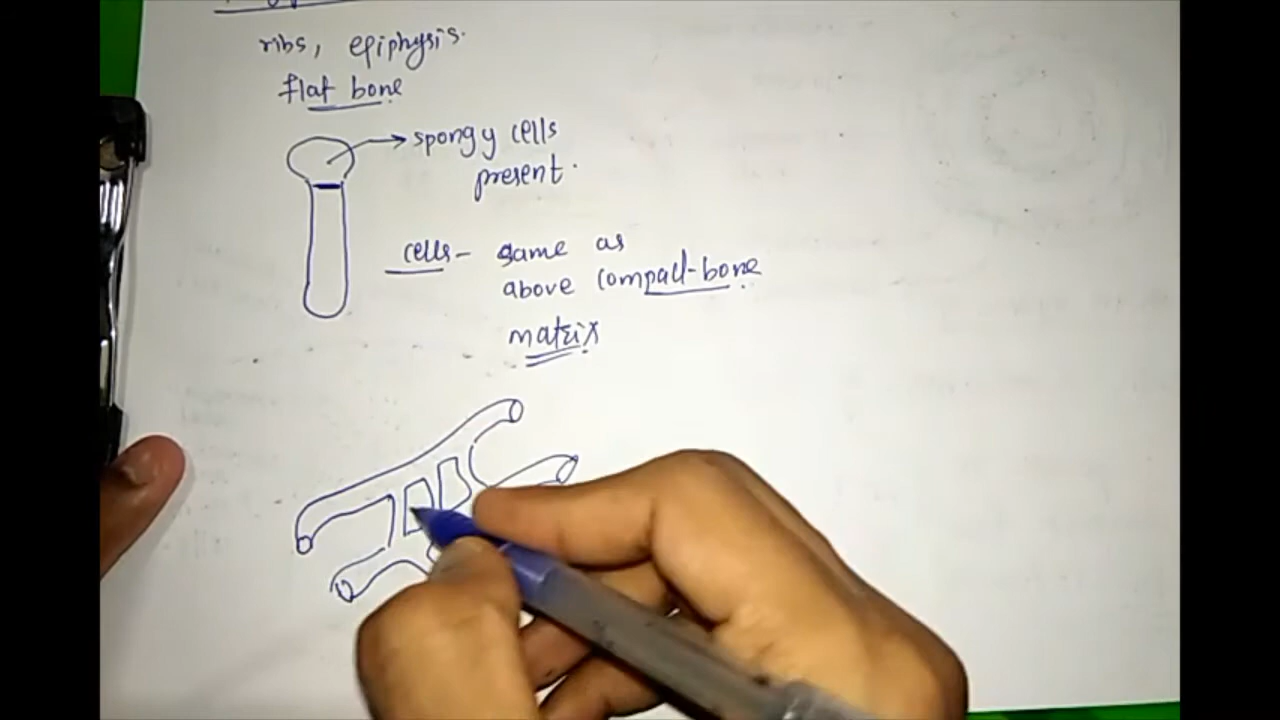 ribs, epiphysis.
flat bone
spongy cells
present.
cells- same as
above compact-bone
matrix